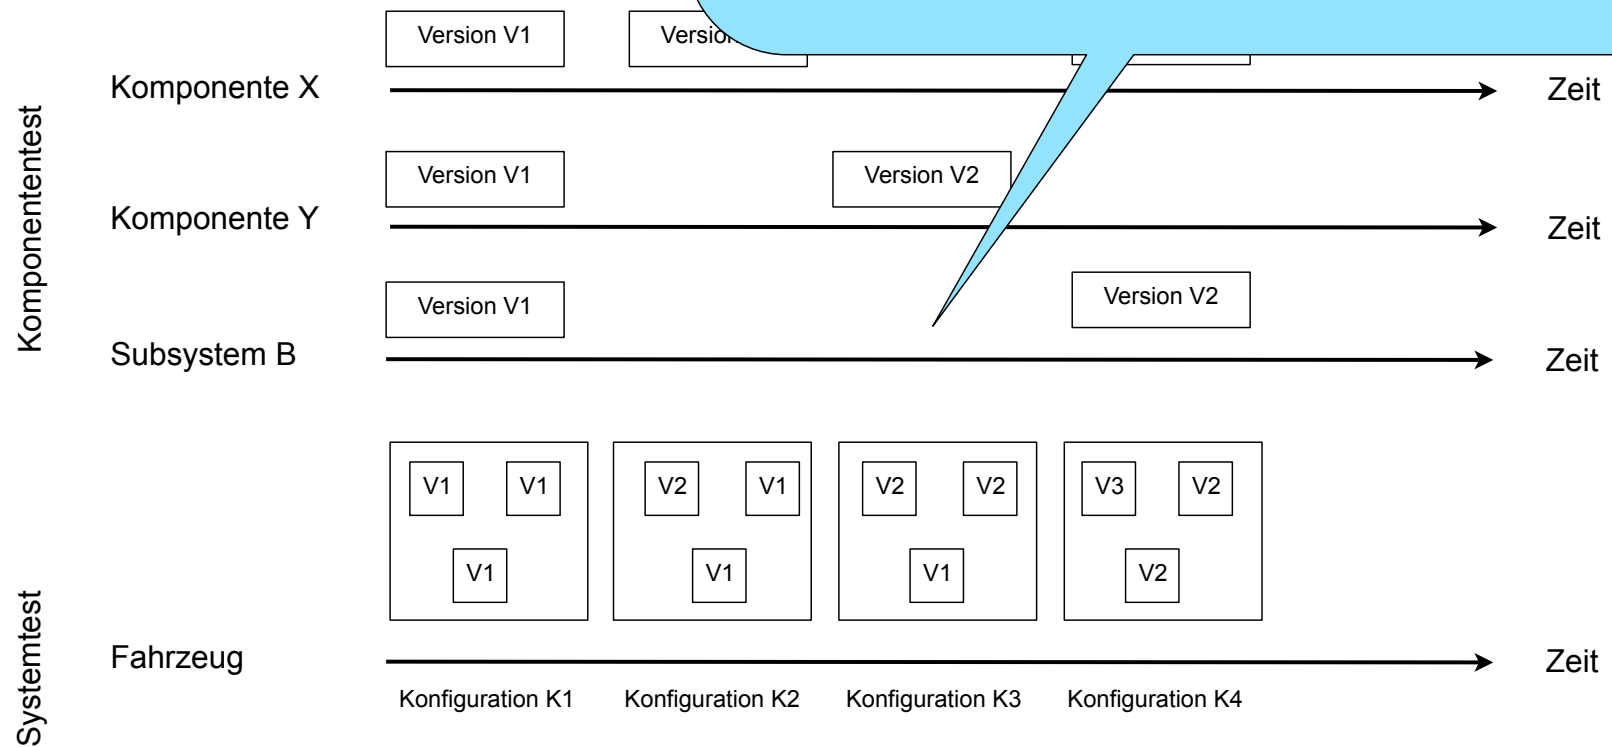 Version V1
Versio
Komponente X
Zeit
Komponententest
Version V1
Version V2
Komponente Y
Zeit
Version V1
Version V2
Subsystem B
Zeit
V1 V1 V2 V1 V2 V2 V3 V2
V1 V1 V1 V2
Systemtest
Fahrzeug
Zeit
Konfiguration K1 Konfiguration K2 Konfiguration K3 Konfiguration K4